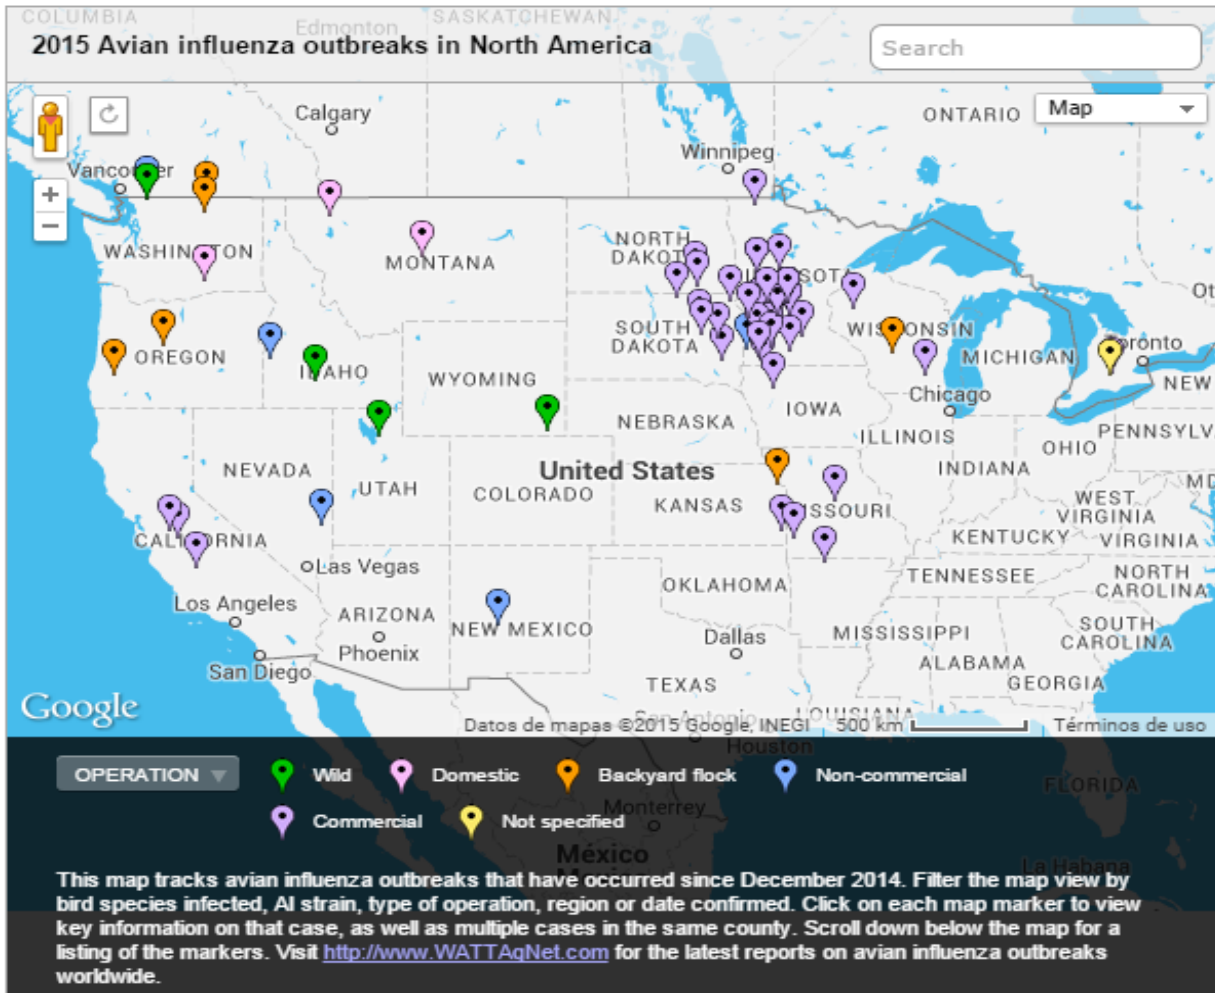 COLUMBIA
Edmonton
SASKATCHEWAN
2015 Avian influenza outbreaks in North America
Search
Calgary
ONTARIO
Map
Winnipeg
Vancouver
NORTH
DAKOTA
WASHINGTON
MONTANA
Ot
SOUTH
DAKOTA
WISCONSIN
OREGON
MICHIGAN
Toronto
IDAHO
WYOMING
NEW
Chicago
IOWA
NEBRASKA
PENNSYLV
ILLINOIS
OHIO
United States
NEVADA
INDIANA
UTAH
COLORADO
MD
KANSAS
MISSOURI
WEST
VIRGINIA
CALIFORNIA
KENTUCKY
VIRGINIA
Las Vegas
TENNESSEE
NORTH
CAROLINA
OKLAHOMA
Los Angeles
ARIZONA
NEW MEXICO
SOUTH
CAROLINA
Dallas
MISSISSIPPI
Phoenix
ALABAMA
San Diego
TEXAS
GEORGIA
Google
San Antonio
LOUISIANA
Datos de mapas ©2015 Google, INEGI
500 km
Términos de uso
Houston
OPERATION
Wild
Domestic
Backyard flock
Non-commercial
FLORIDA
Commercial
Not specified
Monterrey
México
La Habana
This map tracks avian influenza outbreaks that have occurred since December 2014. Filter the map view by
bird species infected, AI strain, type of operation, region or date confirmed. Click on each map marker to view
key information on that case, as well as multiple cases in the same county. Scroll down below the map for a
listing of the markers. Visit http://www.WATTAgNet.com for the latest reports on avian influenza outbreaks
worldwide.